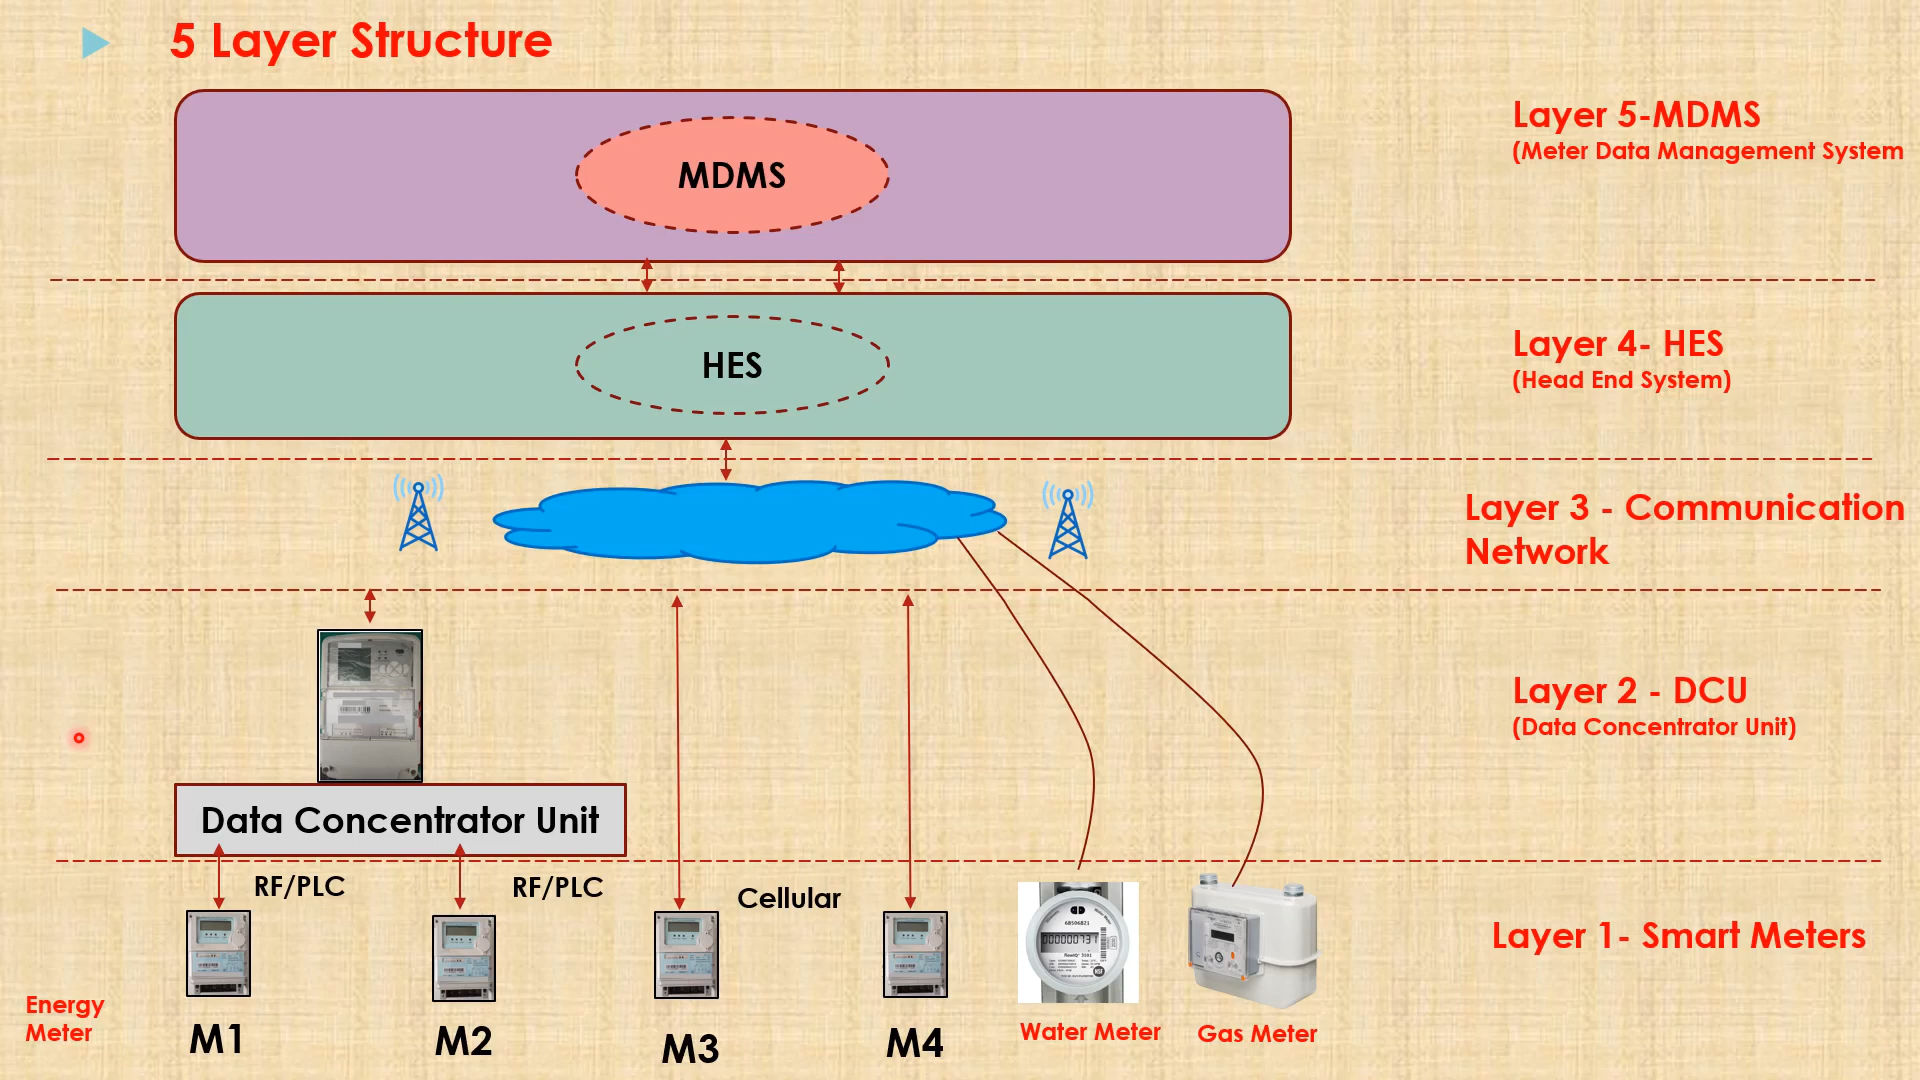 5 Layer Structure
MDMS
Layer 5-MDMS
(Meter Data Management System
HES
Layer 4- HES
(Head End System)
Layer 3 - Communication
Network
Layer 2 - DCU
(Data Concentrator Unit)
Data Concentrator Unit
RF/PLC
RF/PLC
Cellular
Layer 1- Smart Meters
68506821
Energy
Meter
M1
M2
M3
M4
Water Meter
Gas Meter